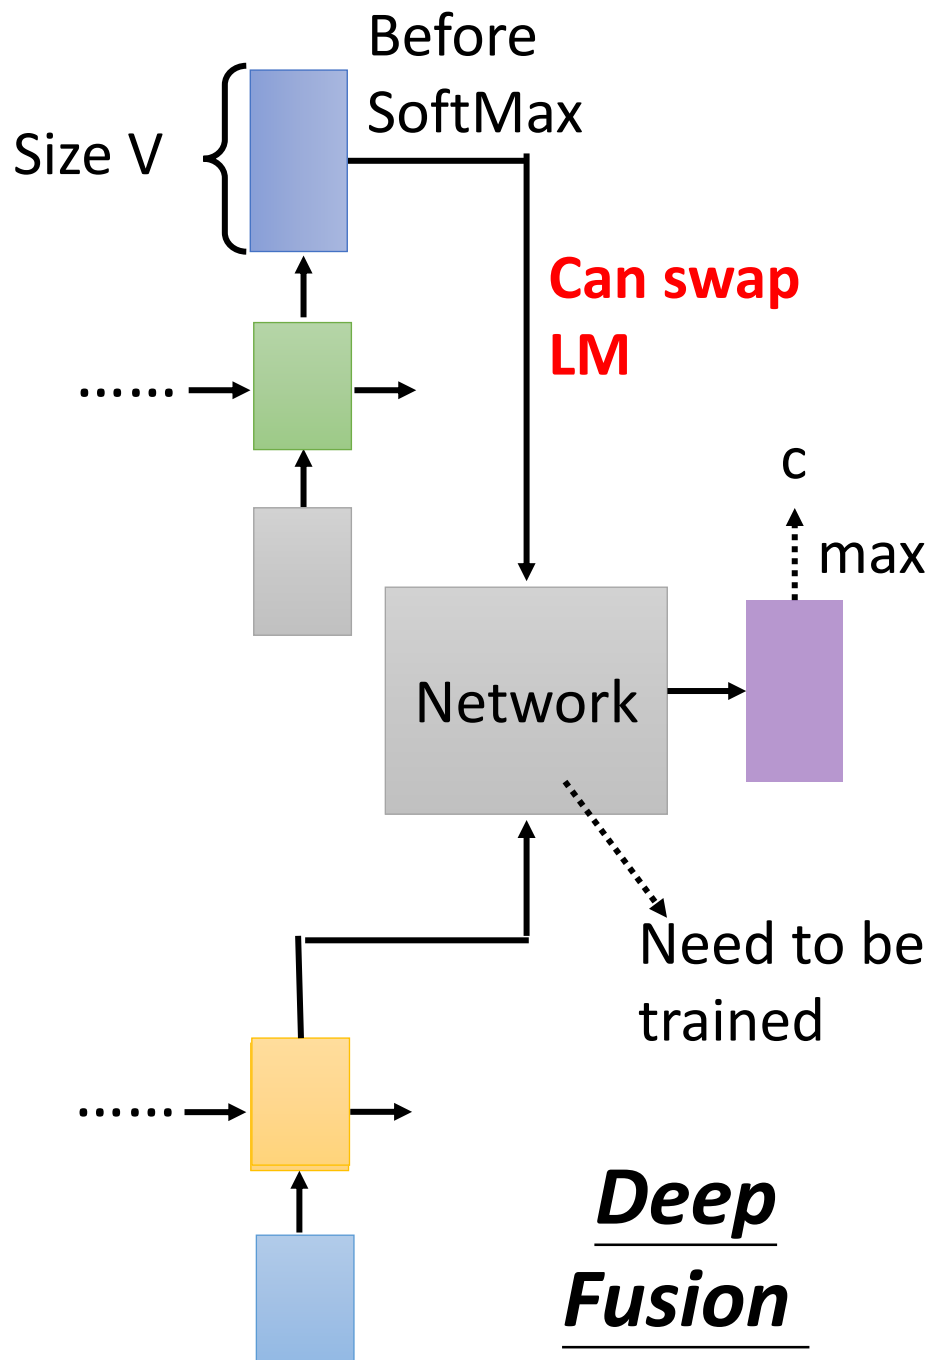 Before
SoftMax
Size V
Can swap
LM
......
c
max
Network
Need to be
trained
......
Deep
Fusion